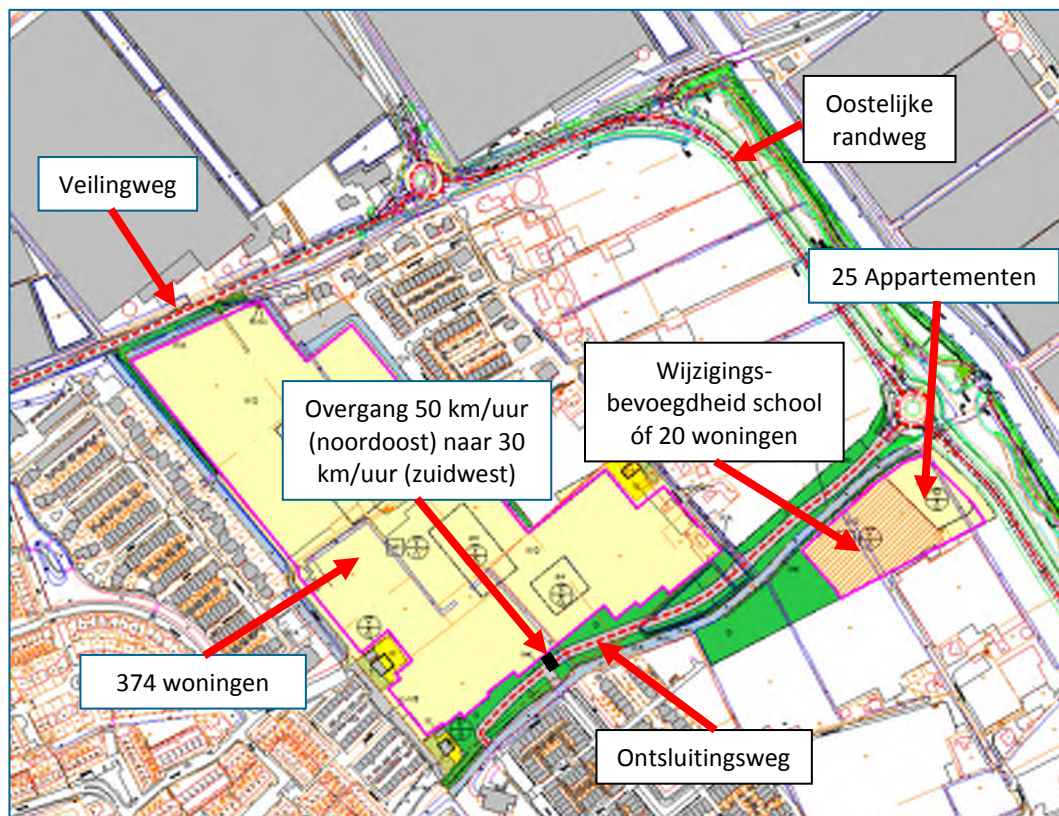 Oostelijke
randweg
Veilingweg
25 Appartementen
Wijzigings-
bevoegdheid school
óf 20 woningen
Overgang 50 km/uur
(noordoost) naar 30
km/uur (zuidwest)
374 woningen
Ontsluitingsweg